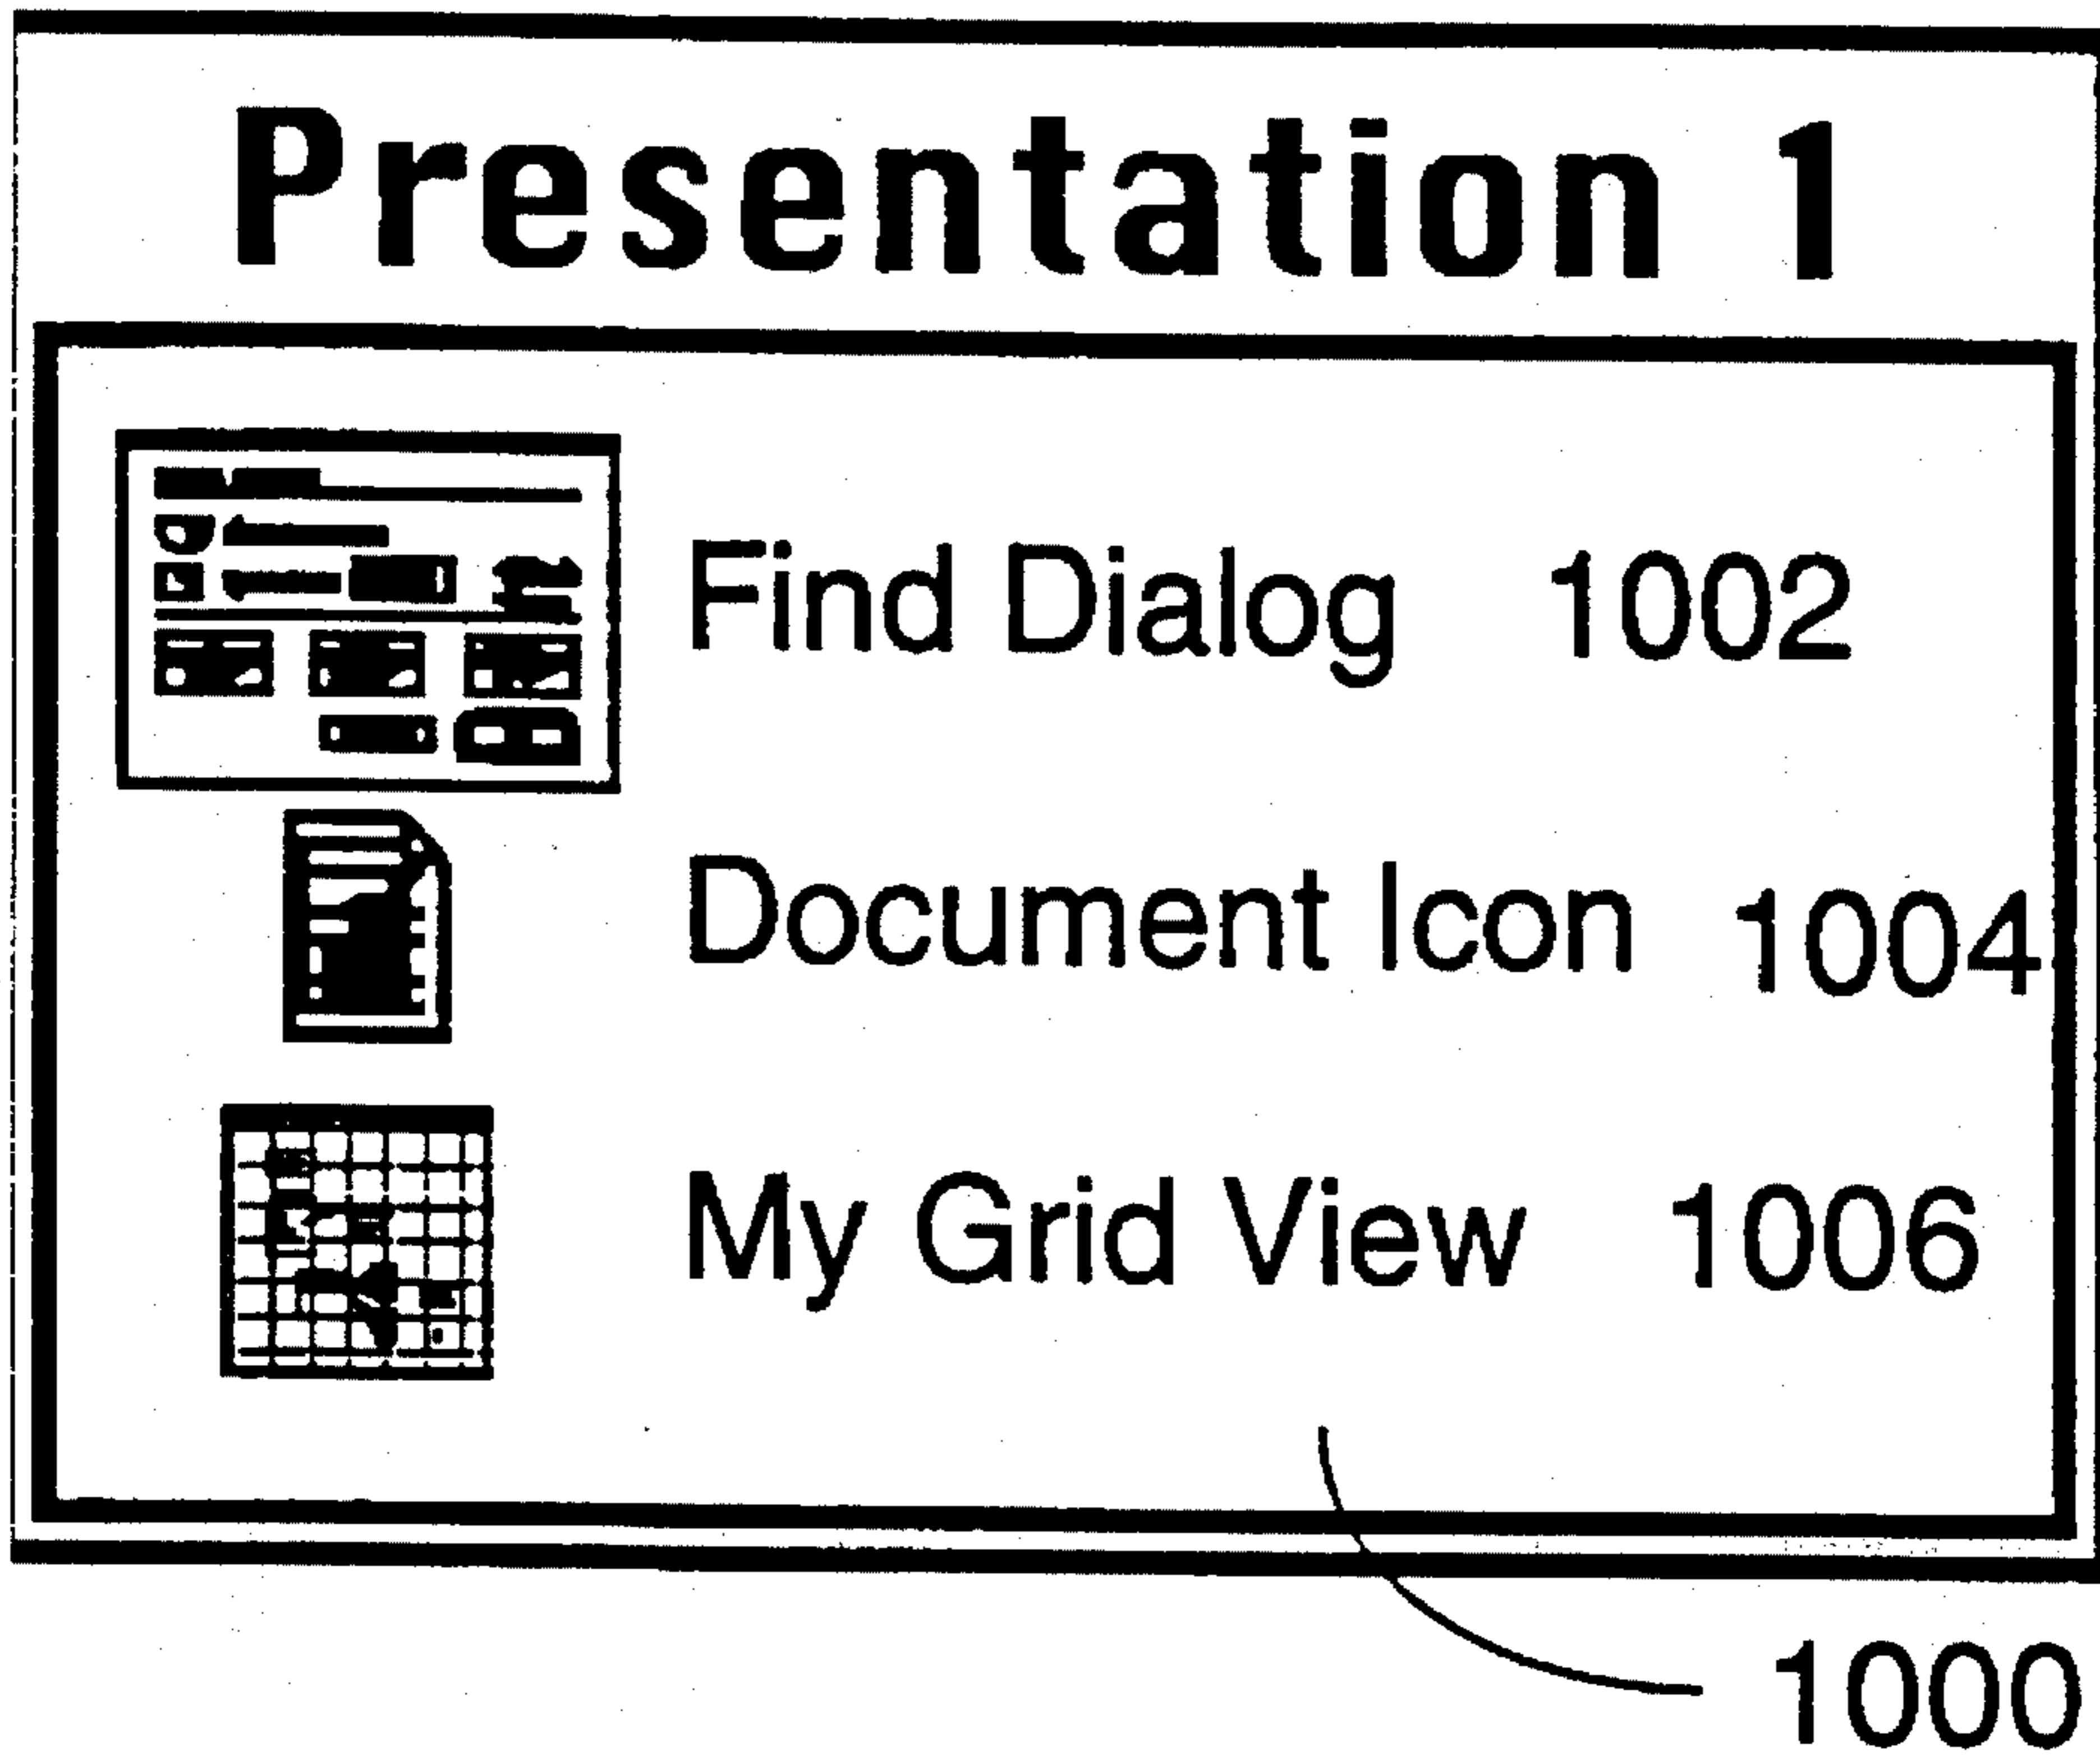 Presentation 1
Find Dialog 1002
Document Icon 1004
My Grid View 1006
1000